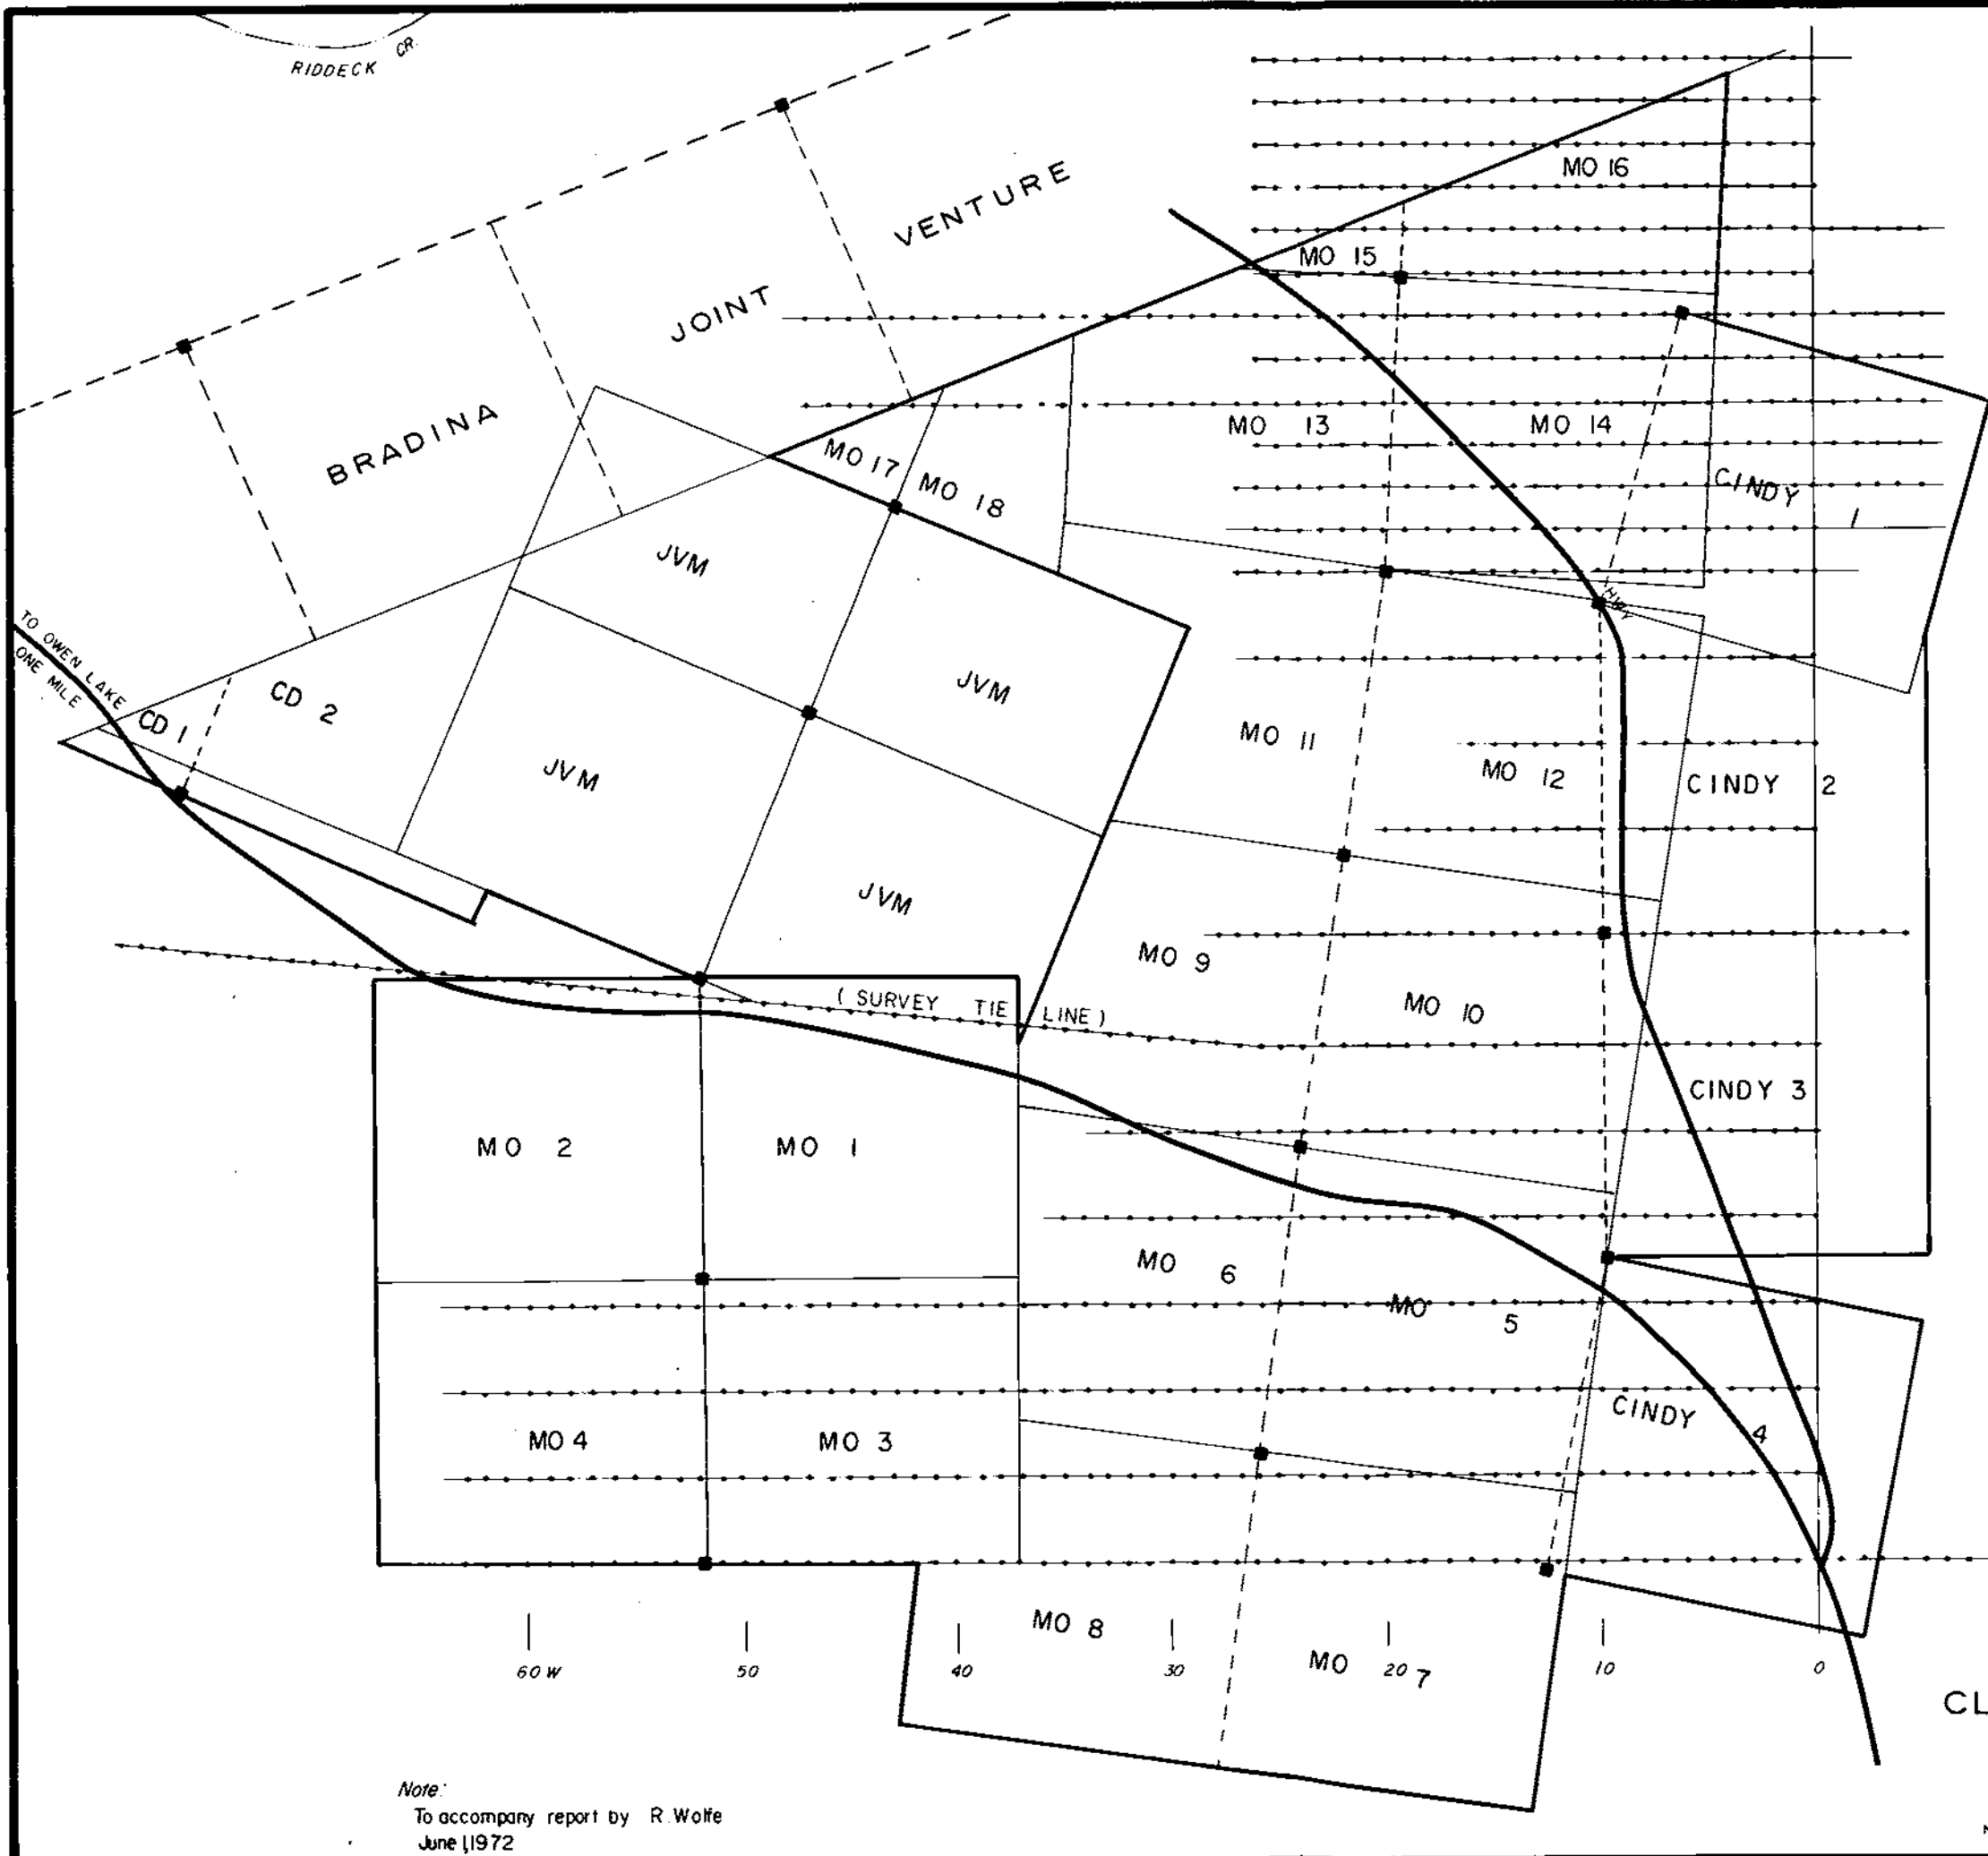 RIDDECK CR.
BRADINA JOINT VENTURE
MO 16
MO 15
MO 13
MO 14
MO 17
MO 18
CINDY 1
JVM
JVM
JVM
JVM
HWY
TO OWEN LAKE
ONE MILE
CD 1
CD 2
MO 11
MO 12
CINDY 2
MO 9
MO 10
(SURVEY TIE LINE)
CINDY 3
MO 2
MO 1
MO 6
MO 5
MO 4
MO 3
CINDY 4
MO 8
MO 7
60W 50 40 30 20 10 0
CL
Note:
To accompany report by R. Wolfe
June 1, 1972